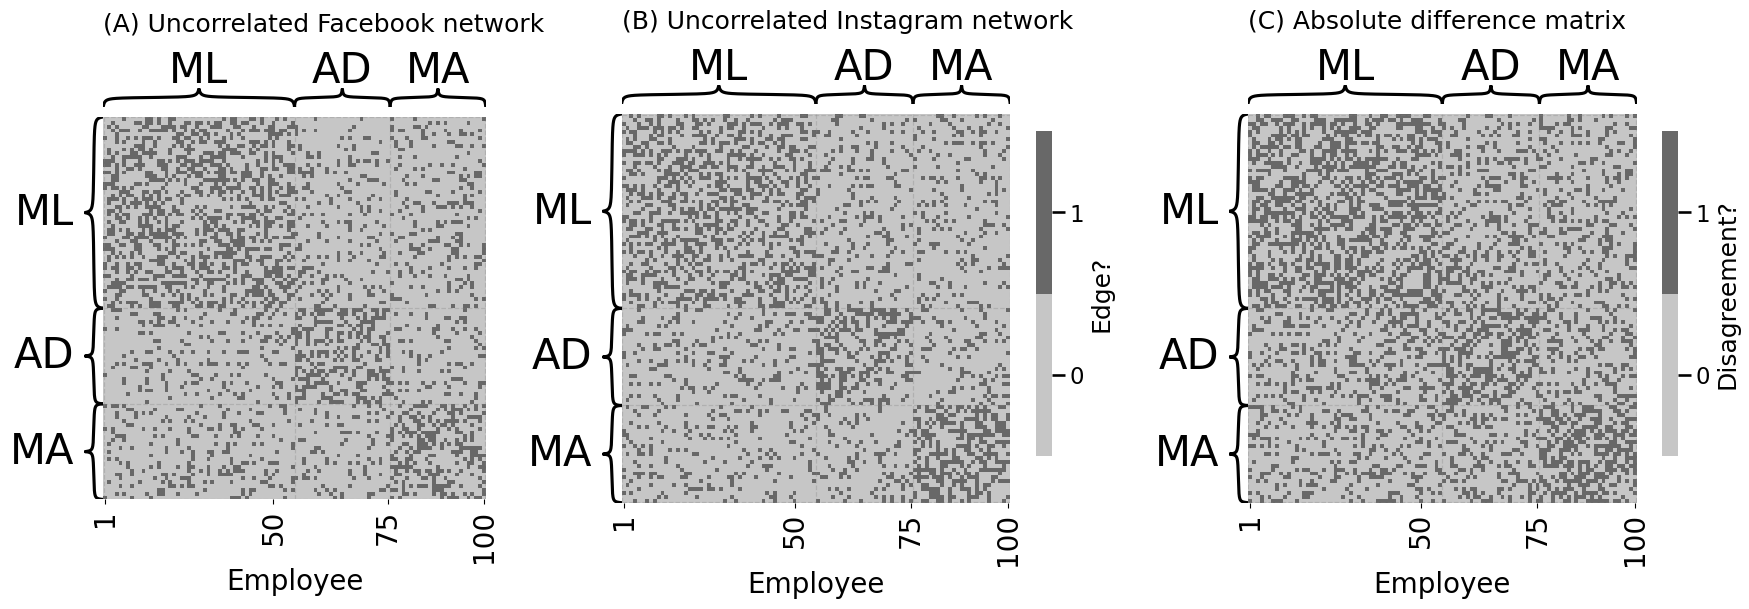 (A) Uncorrelated Facebook network
ML AD MA
ML
AD
MA
1 50 75 100
Employee
(B) Uncorrelated Instagram network
ML AD MA
ML
AD
MA
1 50 75 100
Employee
1
0
Edge?
(C) Absolute difference matrix
ML AD MA
ML
AD
MA
1 50 75 100
Employee
1
0
Disagreement?